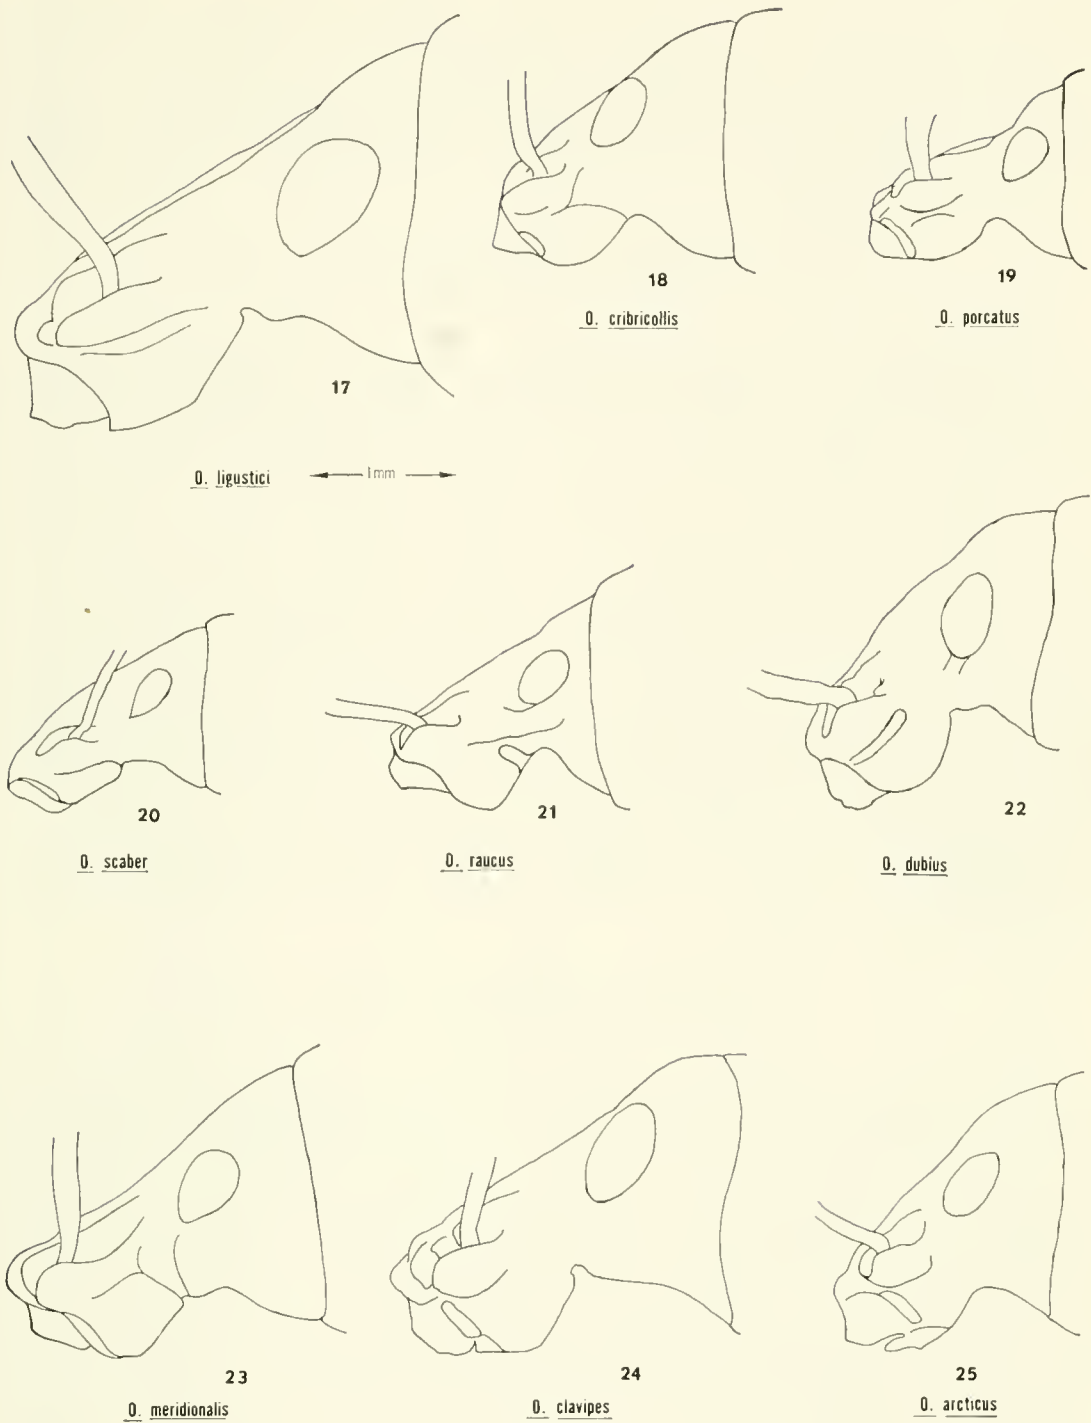 18
O. cribricollis
19
O. porcatus
17
O. ligustici
1mm
20
O. scaber
21
O. raucus
22
O. dubius
23
O. meridionalis
24
O. clavipes
25
O. arcticus